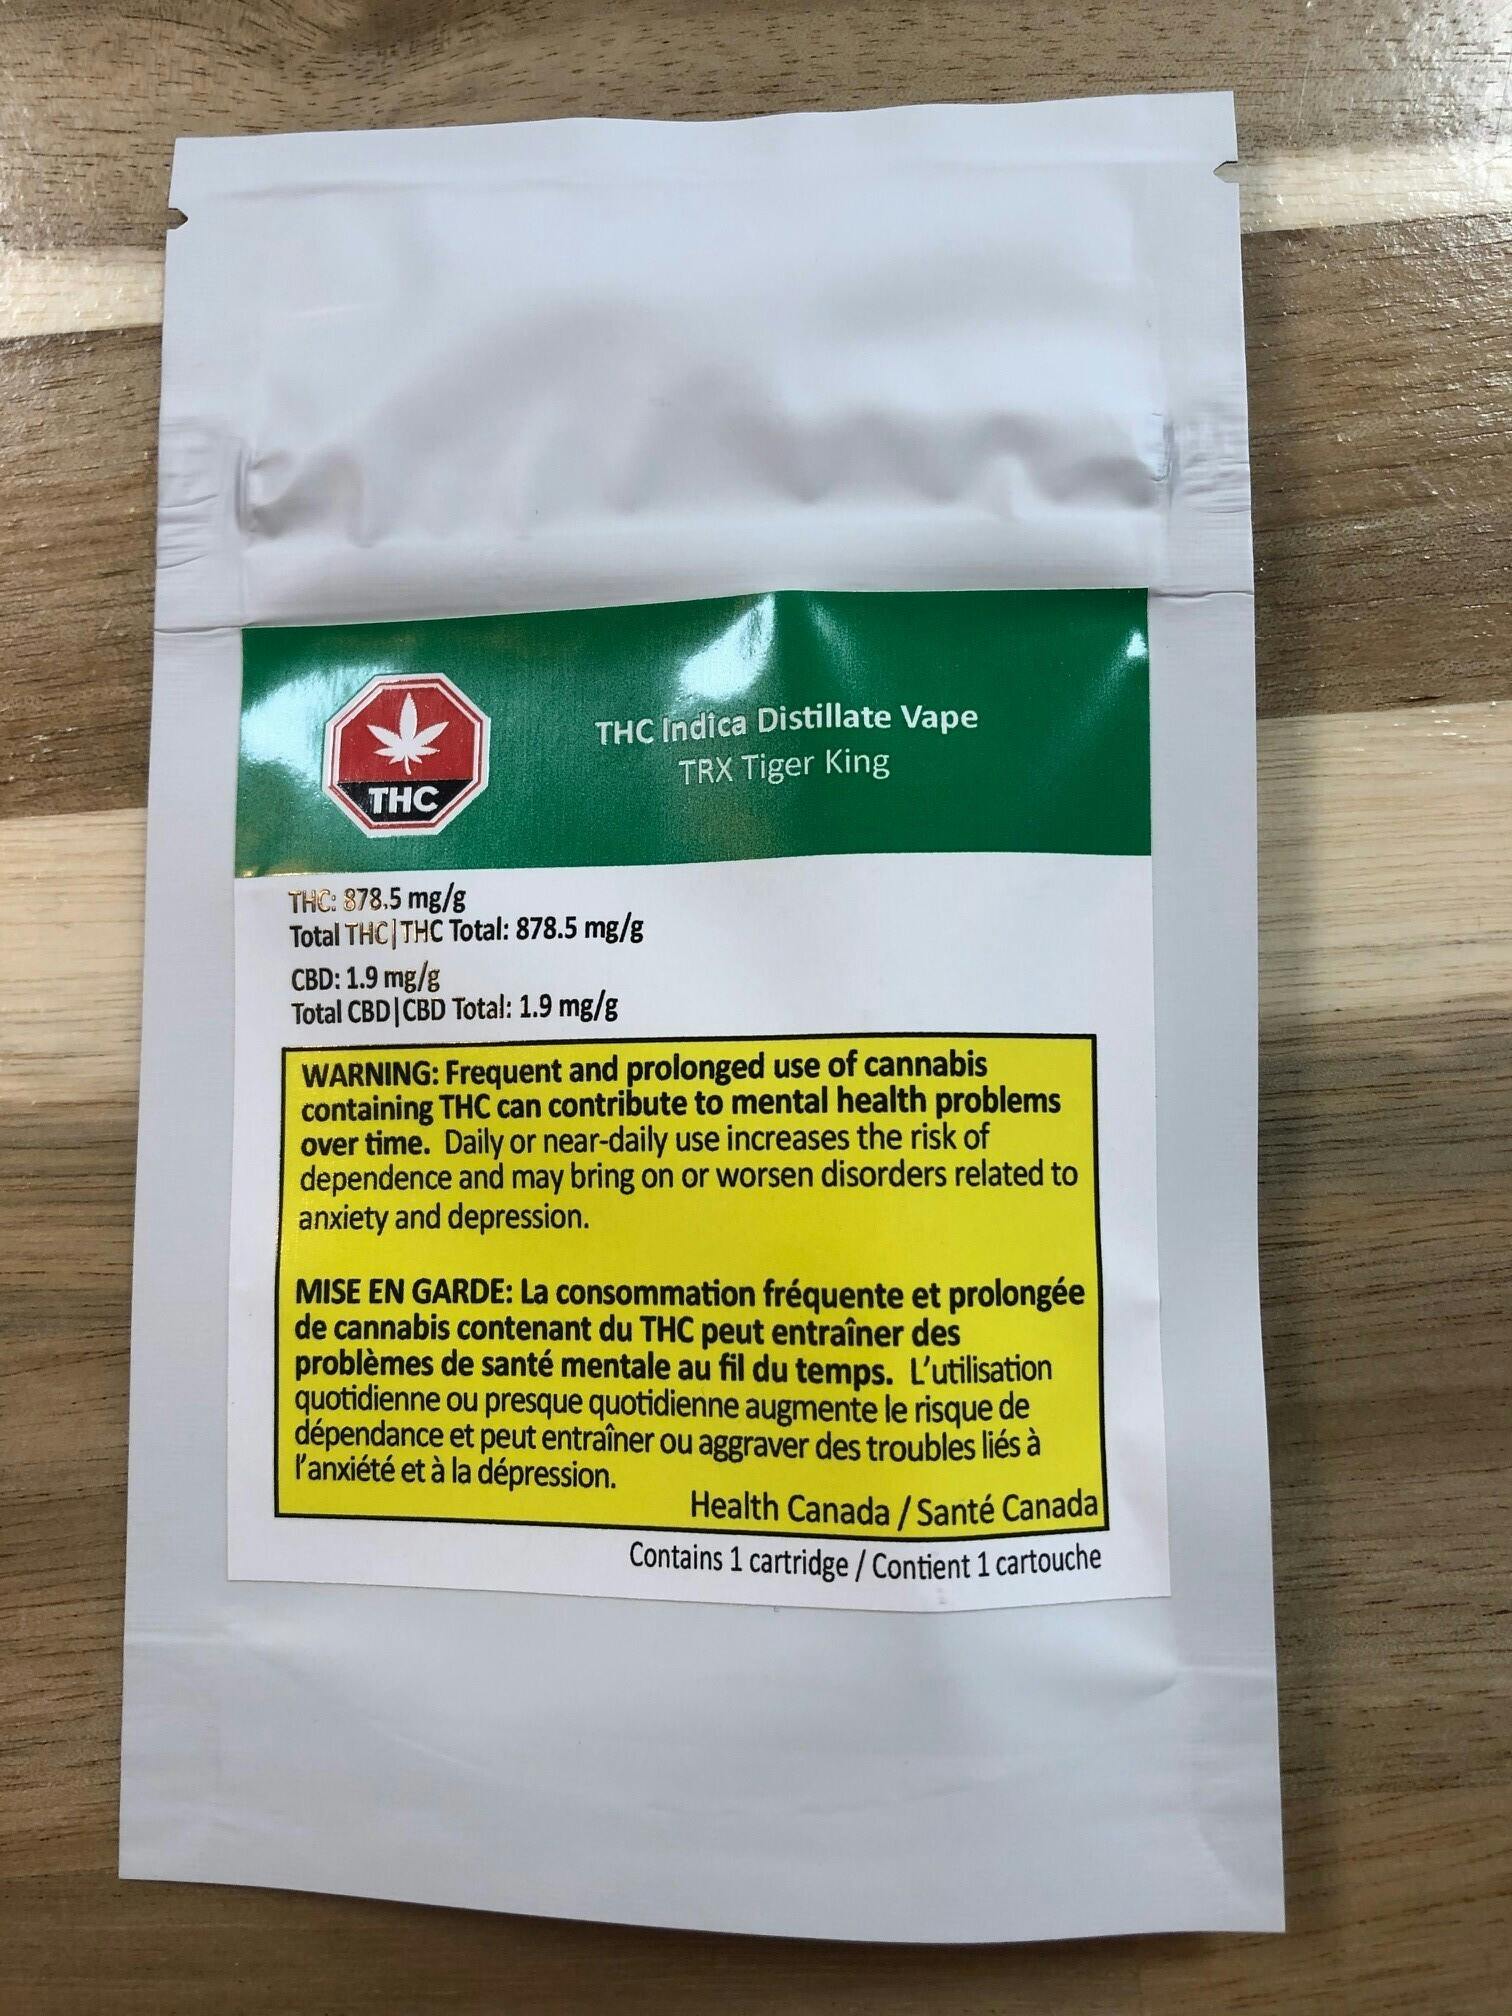 THC
THC Indica Distillate Vape
TRX Tiger King
THC: 878.5 mg/g
Total THC|THC Total: 878.5 mg/g
CBD: 1.9 mg/g
Total CBD|CBD Total: 1.9 mg/g
WARNING: Frequent and prolonged use of cannabis
containing THC can contribute to mental health problems
over time. Daily or near-daily use increases the risk of
dependence and may bring on or worsen disorders related to
anxiety and depression.
MISE EN GARDE: La consommation fréquente et prolongée
de cannabis contenant du THC peut entraîner des
problèmes de santé mentale au fil du temps. L'utilisation
quotidienne ou presque quotidienne augmente le risque de
dépendance et peut entraîner ou aggraver des troubles liés à
l'anxiété et à la dépression.
Health Canada / Santé Canada
Contains 1 cartridge / Contient 1 cartouche